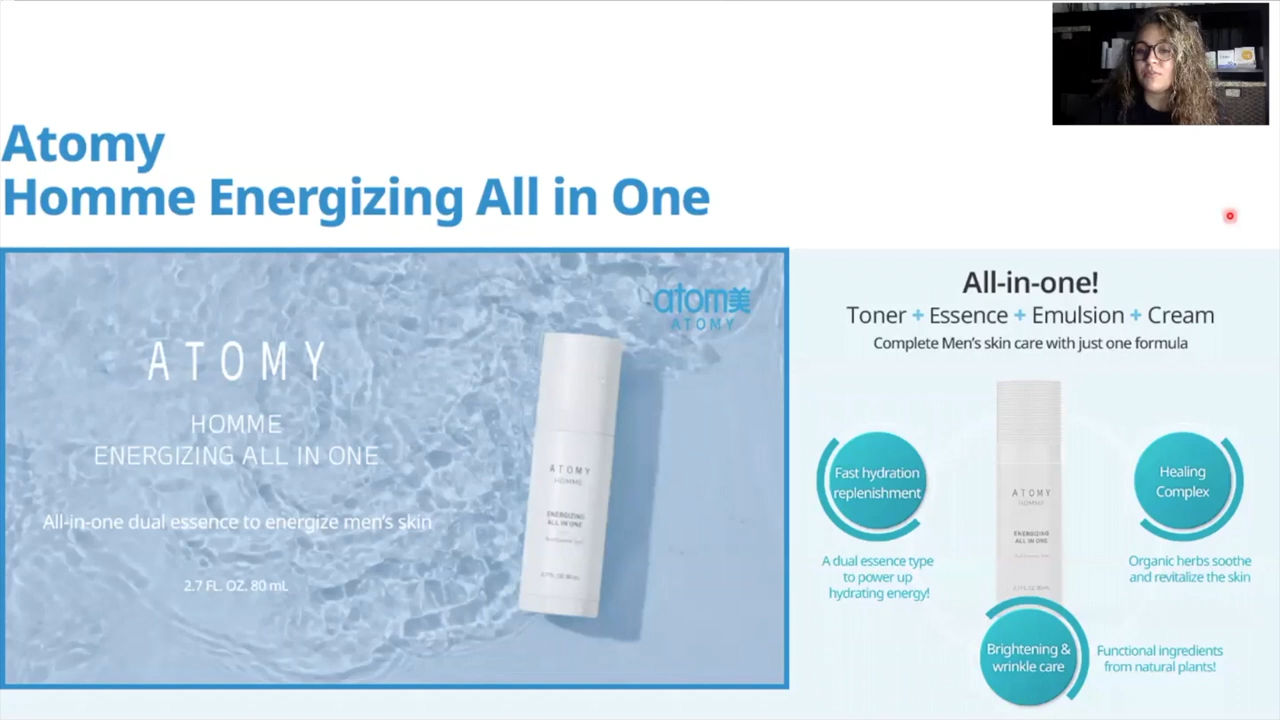 Atomy
Homme Energizing All in One
atom美
ATOMY
ATOMY
HOMME
ENERGIZING ALL IN ONE
All-in-one dual essence to energize men's skin
2.7 FL. OZ. 80 mL
ATOMY
HOMME
ENERGIZING
ALL IN ONE
All-in-one!
Toner + Essence + Emulsion + Cream
Complete Men's skin care with just one formula
Fast hydration
replenishment
A dual essence type
to power up
hydrating energy!
ATOMY
HOMME
ENERGIZING
ALL IN ONE
Healing
Complex
Organic herbs soothe
and revitalize the skin
Brightening &
wrinkle care
Functional ingredients
from natural plants!